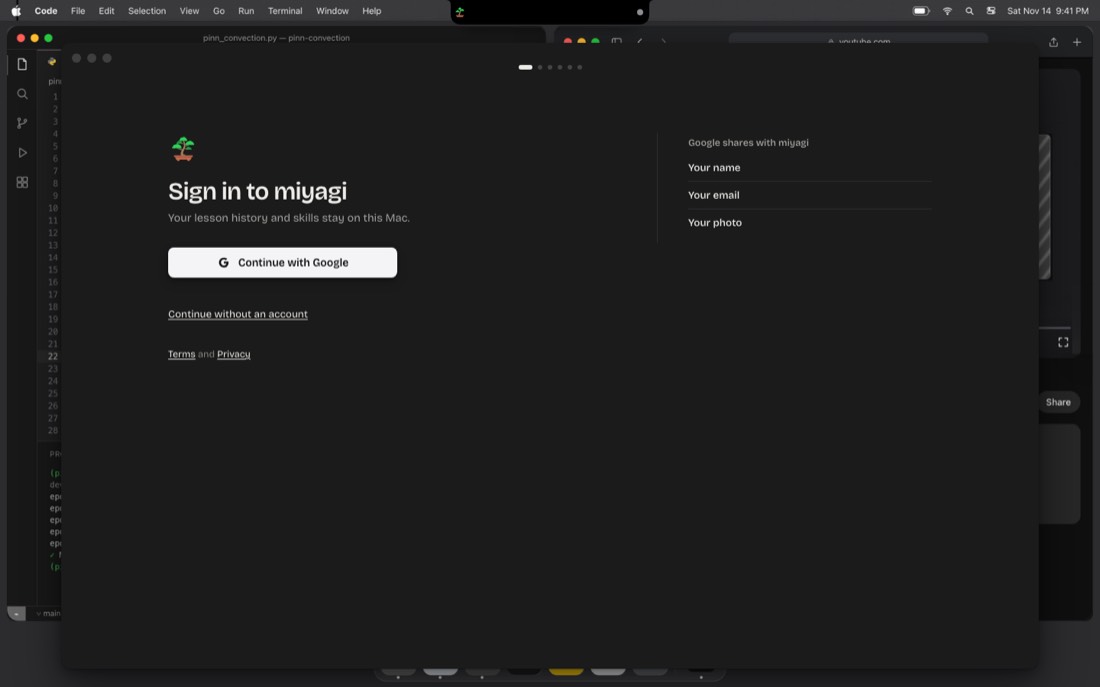 Code File Edit Selection View Go Run Terminal Window Help
Sat Nov 14 9:41 PM
pinn_convection.py — pinn-convection
youtube.com
Sign in to miyagi
Your lesson history and skills stay on this Mac.
G Continue with Google
Continue without an account
Terms and Privacy
Google shares with miyagi
Your name
Your email
Your photo
Share
1
2
3
4
5
6
7
8
9
10
11
12
13
14
15
16
17
18
19
20
21
22
23
24
25
26
27
28
main